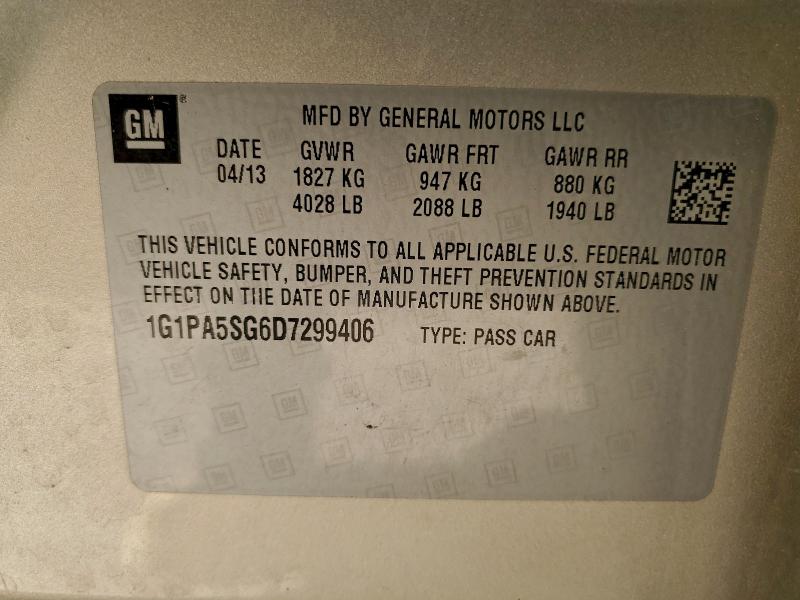 GM ®
MFD BY GENERAL MOTORS LLC
DATE GVWR GAWR FRT GAWR RR
04/13 1827 KG 947 KG 880 KG
4028 LB 2088 LB 1940 LB
THIS VEHICLE CONFORMS TO ALL APPLICABLE U.S. FEDERAL MOTOR
VEHICLE SAFETY, BUMPER, AND THEFT PREVENTION STANDARDS IN
EFFECT ON THE DATE OF MANUFACTURE SHOWN ABOVE.
1G1PA5SG6D7299406 TYPE: PASS CAR